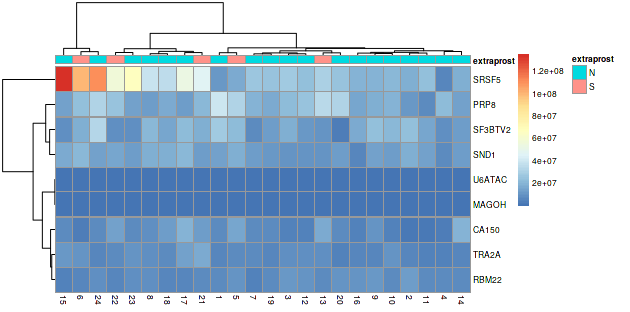 extraprost
extraprost
N
S
1.2e+08
1e+08
8e+07
6e+07
4e+07
2e+07
SRSF5
PRP8
SF3BTV2
SND1
U6ATAC
MAGOH
CA150
TRA2A
RBM22
15 6 24 22 23 8 18 17 21 1 5 7 19 3 12 13 20 16 9 10 2 11 4 14